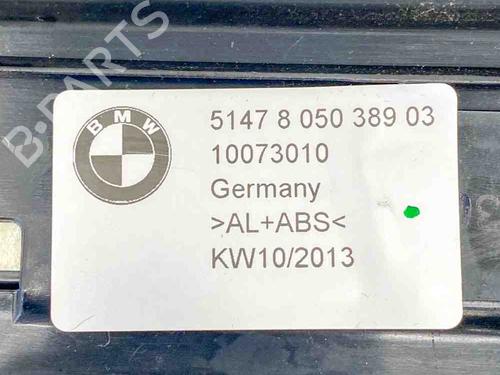 B-PARTS
BMW
5147 8 050 389 03
10073010
Germany
>AL+ABS<
KW10/2013